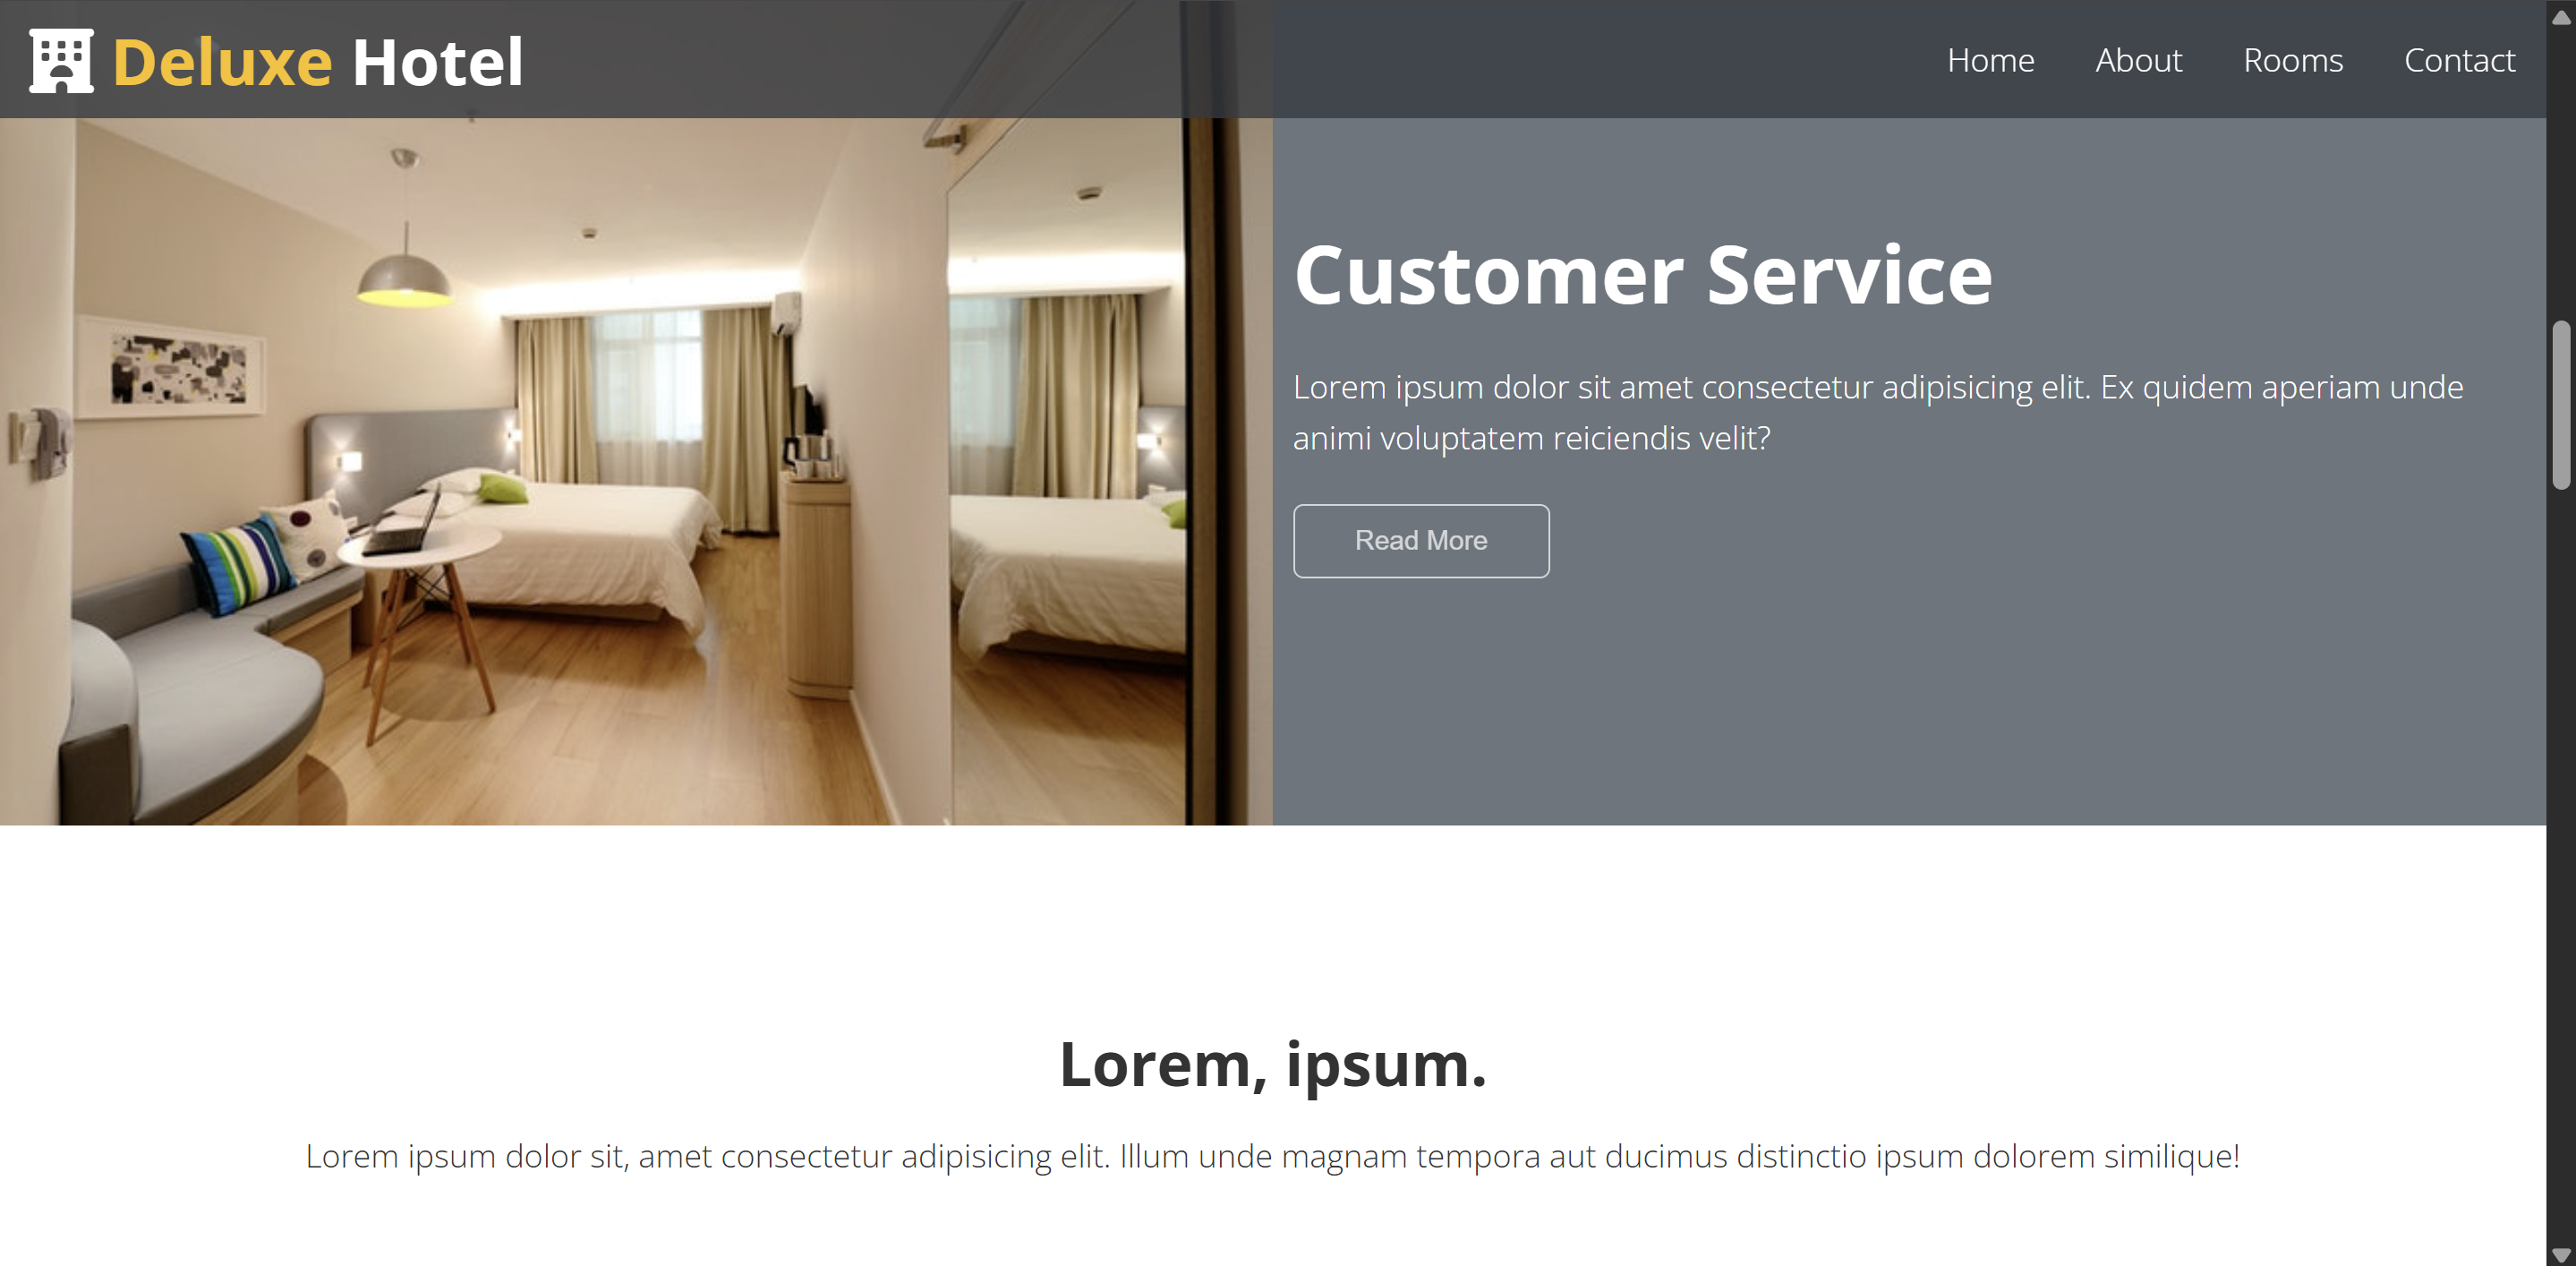 Deluxe Hotel
Home About Rooms Contact
Customer Service
Lorem ipsum dolor sit amet consectetur adipisicing elit. Ex quidem aperiam unde
animi voluptatem reiciendis velit?
Read More
Lorem, ipsum.
Lorem ipsum dolor sit, amet consectetur adipisicing elit. Illum unde magnam tempora aut ducimus distinctio ipsum dolorem similique!